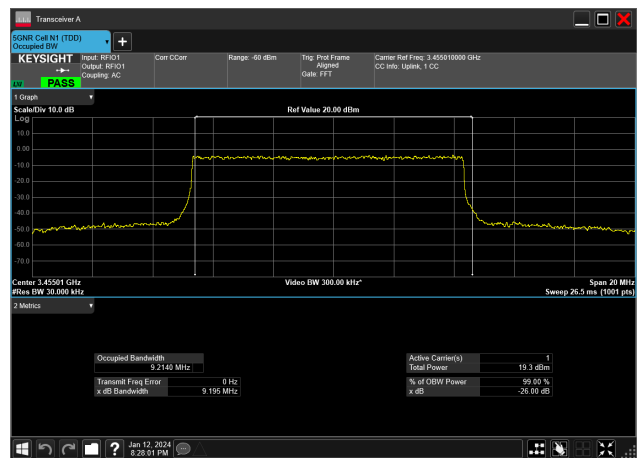 Transceiver A
5GNR Cell N1 (TDD)
Occupied BW
KEYSIGHT
PASS
Input: RFIO1
Output: RFIO1
Coupling: AC
Corr CCorr
Range: -60 dBm
Trig: Prot Frame
Aligned
Gate: FFT
Carrier Ref Freq: 3.455010000 GHz
CC Info: Uplink, 1 CC
1 Graph
Scale/Div 10.0 dB
Ref Value 20.00 dBm
Log
10.0
0.00
-10.0
-20.0
-30.0
-40.0
-50.0
-60.0
-70.0
Center 3.45501 GHz
Video BW 300.00 kHz*
Span 20 MHz
#Res BW 30.000 kHz
Sweep 26.5 ms (1001 pts)
2 Metrics
Occupied Bandwidth
9.2140 MHz
Transmit Freq Error 0 Hz
x dB Bandwidth 9.195 MHz
Active Carrier(s) 1
Total Power 19.3 dBm
% of OBW Power 99.00 %
x dB -26.00 dB
Jan 12, 2024
8:28:01 PM